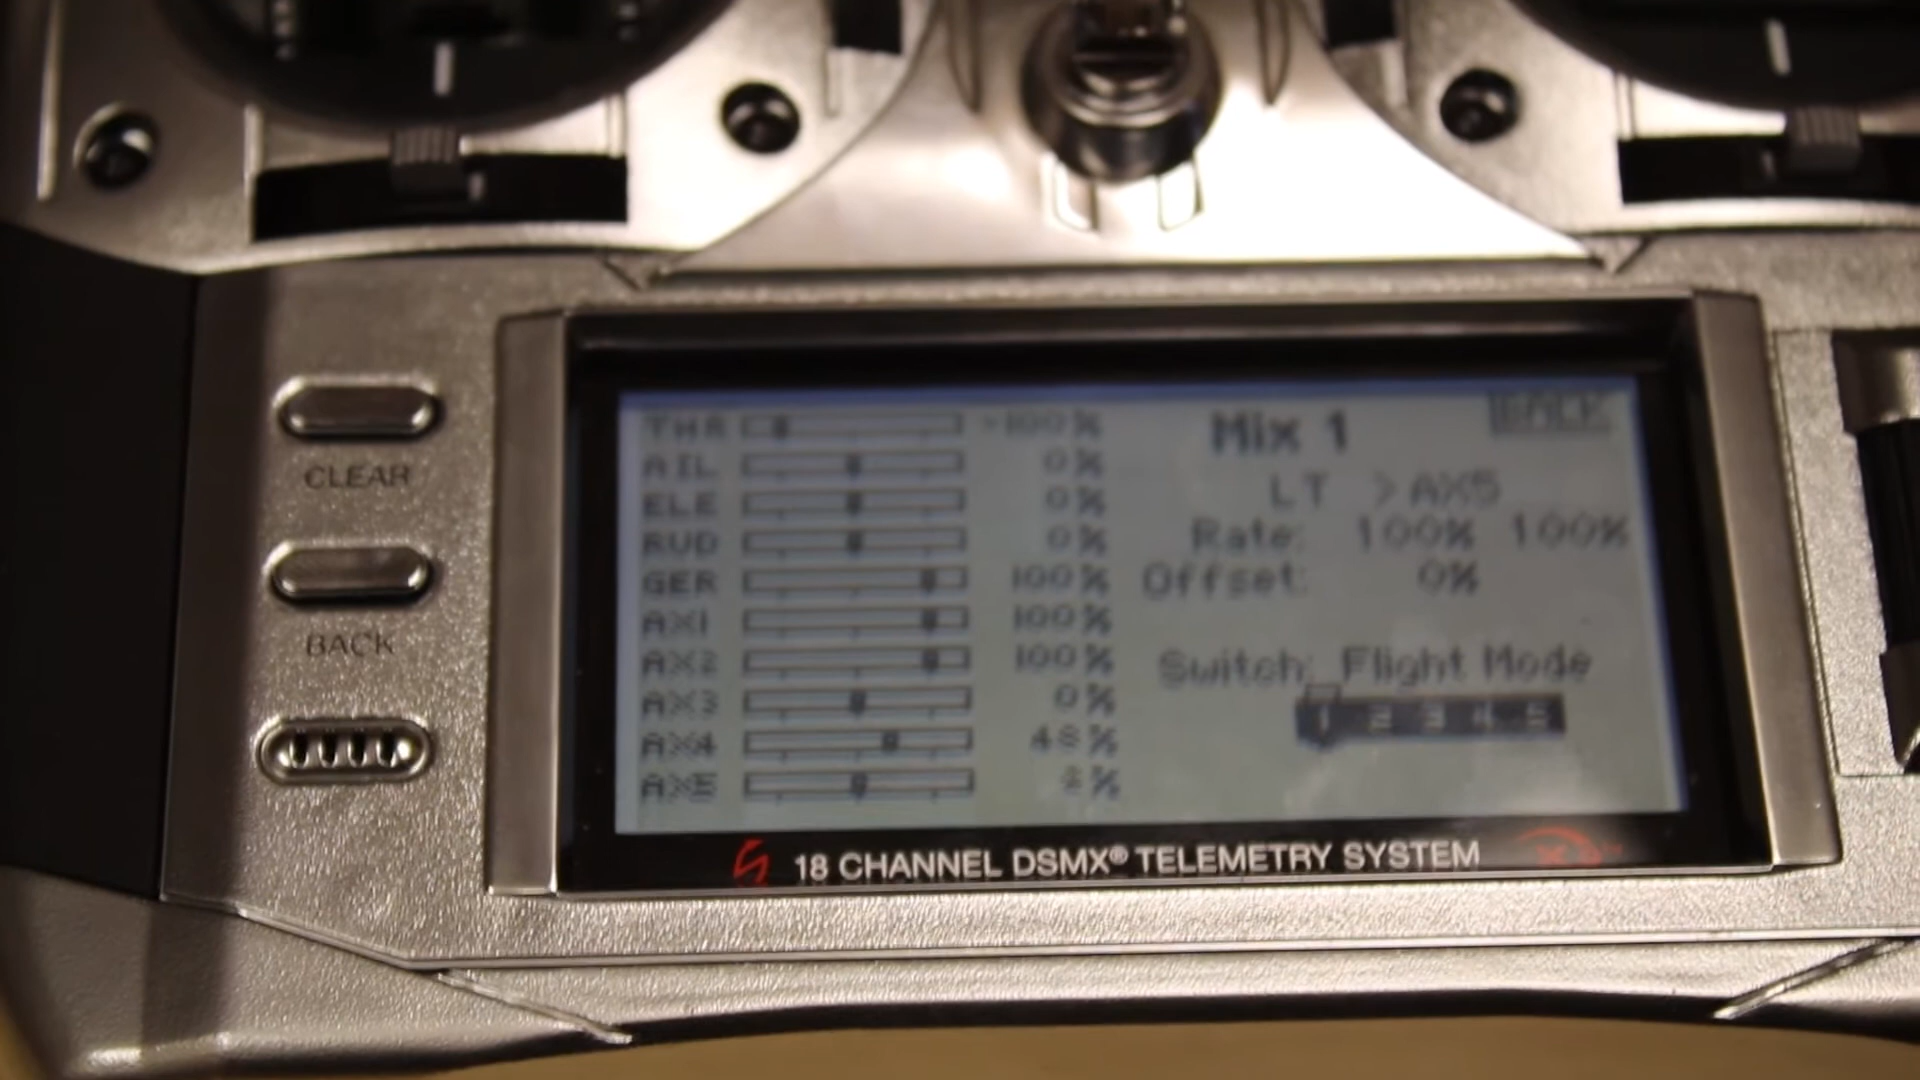 CLEAR
BACK
THR >100%
AIL 0%
ELE 0%
RUD 0%
GER 100%
AX1 100%
AX2 100%
AX3 0%
AX4 48%
AX5
Mix 1
BACK
LT >AX5
Rate: 100% 100%
Offset: 0%
Switch: Flight Mode
1 2 3 4 5
18 CHANNEL DSMX® TELEMETRY SYSTEM